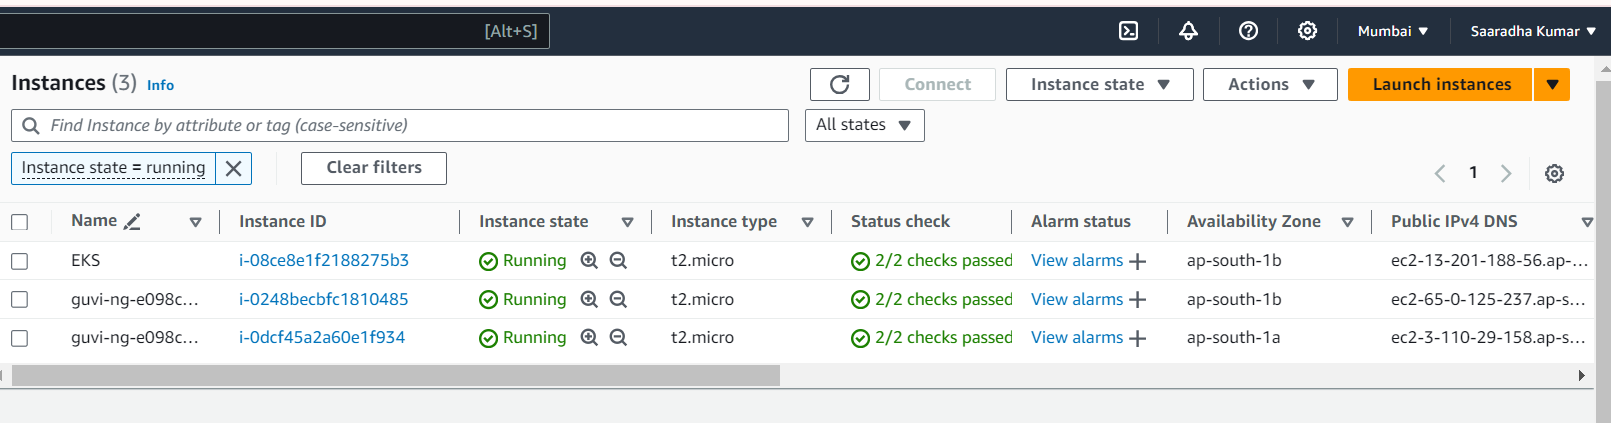 [Alt+S] Mumbai Saaradha Kumar
Instances (3) Info Connect Instance state Actions Launch instances
Find Instance by attribute or tag (case-sensitive) All states
Instance state = running Clear filters 1
Name Instance ID Instance state Instance type Status check Alarm status Availability Zone Public IPv4 DNS
EKS i-08ce8e1f2188275b3 Running t2.micro 2/2 checks passed View alarms ap-south-1b ec2-13-201-188-56.ap-...
guvi-ng-e098c... i-0248becbfc1810485 Running t2.micro 2/2 checks passed View alarms ap-south-1b ec2-65-0-125-237.ap-s...
guvi-ng-e098c... i-0dcf45a2a60e1f934 Running t2.micro 2/2 checks passed View alarms ap-south-1a ec2-3-110-29-158.ap-s...